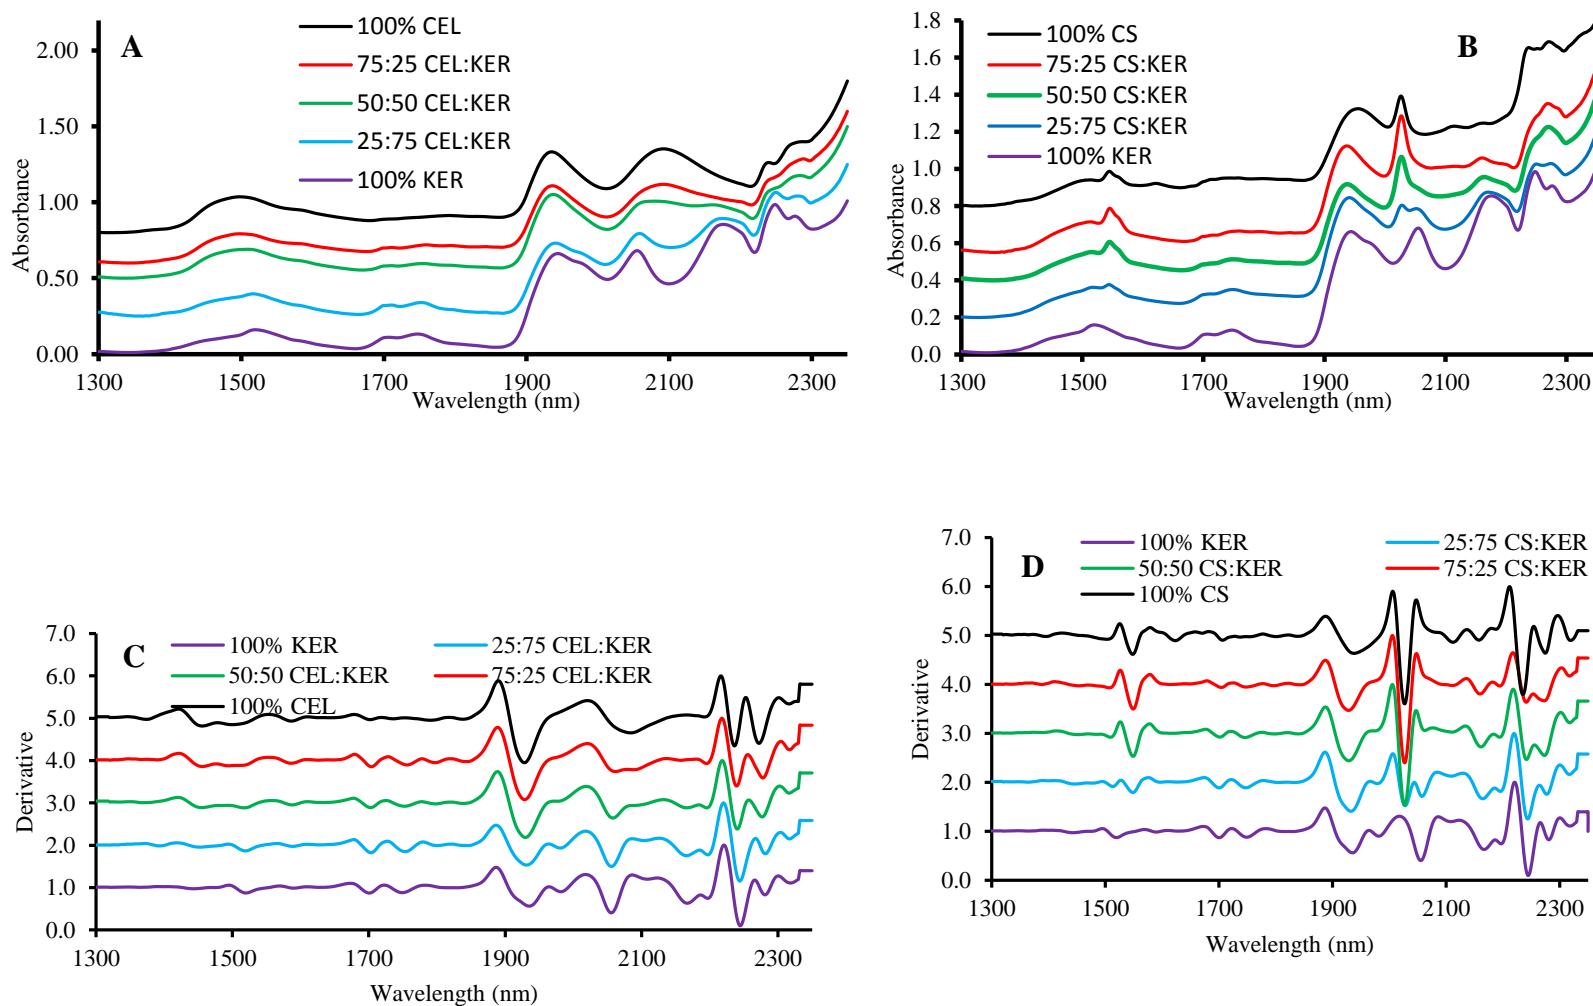 A
2.00
1.50
1.00
0.50
0.00
Absorbance
100% CEL
75:25 CEL:KER
50:50 CEL:KER
25:75 CEL:KER
100% KER
1300 1500 1700 1900 2100 2300
Wavelength (nm)
B
1.8
1.6
1.4
1.2
1.0
0.8
0.6
0.4
0.2
0.0
Absorbance
100% CS
75:25 CS:KER
50:50 CS:KER
25:75 CS:KER
100% KER
1300 1500 1700 1900 2100 2300
Wavelength (nm)
C
7.0
6.0
5.0
4.0
3.0
2.0
1.0
0.0
Derivative
100% KER 25:75 CEL:KER
50:50 CEL:KER 75:25 CEL:KER
100% CEL
1300 1500 1700 1900 2100 2300
Wavelength (nm)
D
7.0
6.0
5.0
4.0
3.0
2.0
1.0
0.0
Derivative
100% KER 25:75 CS:KER
50:50 CS:KER 75:25 CS:KER
100% CS
1300 1500 1700 1900 2100 2300
Wavelength (nm)